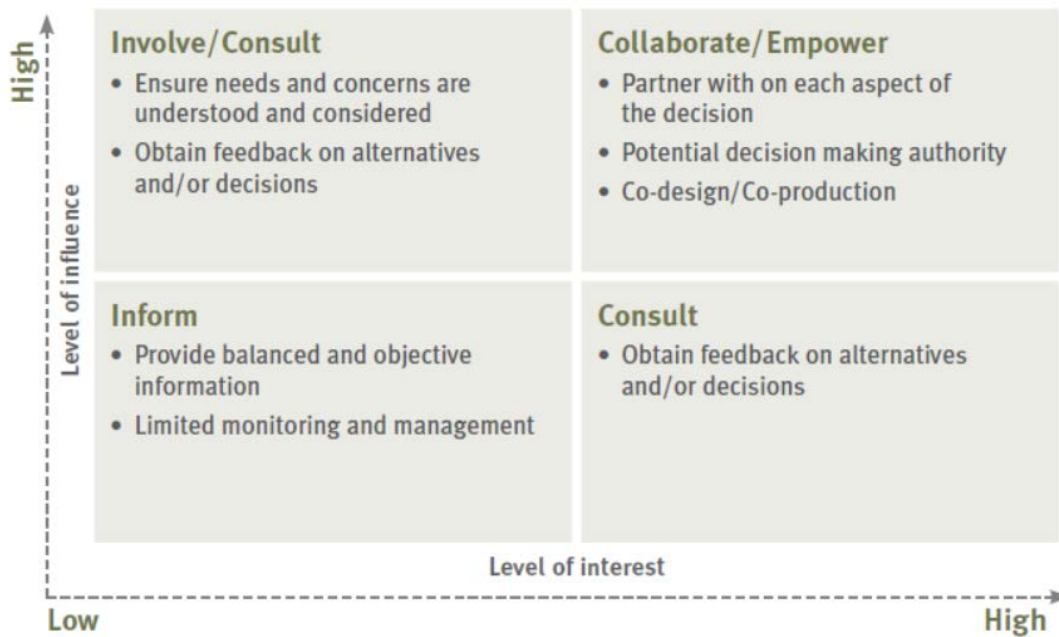 High
Level of influence
Involve/Consult
• Ensure needs and concerns are
understood and considered
• Obtain feedback on alternatives
and/or decisions
Collaborate/Empower
• Partner with on each aspect of
the decision
• Potential decision making authority
• Co-design/Co-production
Inform
• Provide balanced and objective
information
• Limited monitoring and management
Consult
• Obtain feedback on alternatives
and/or decisions
Level of interest
Low
High